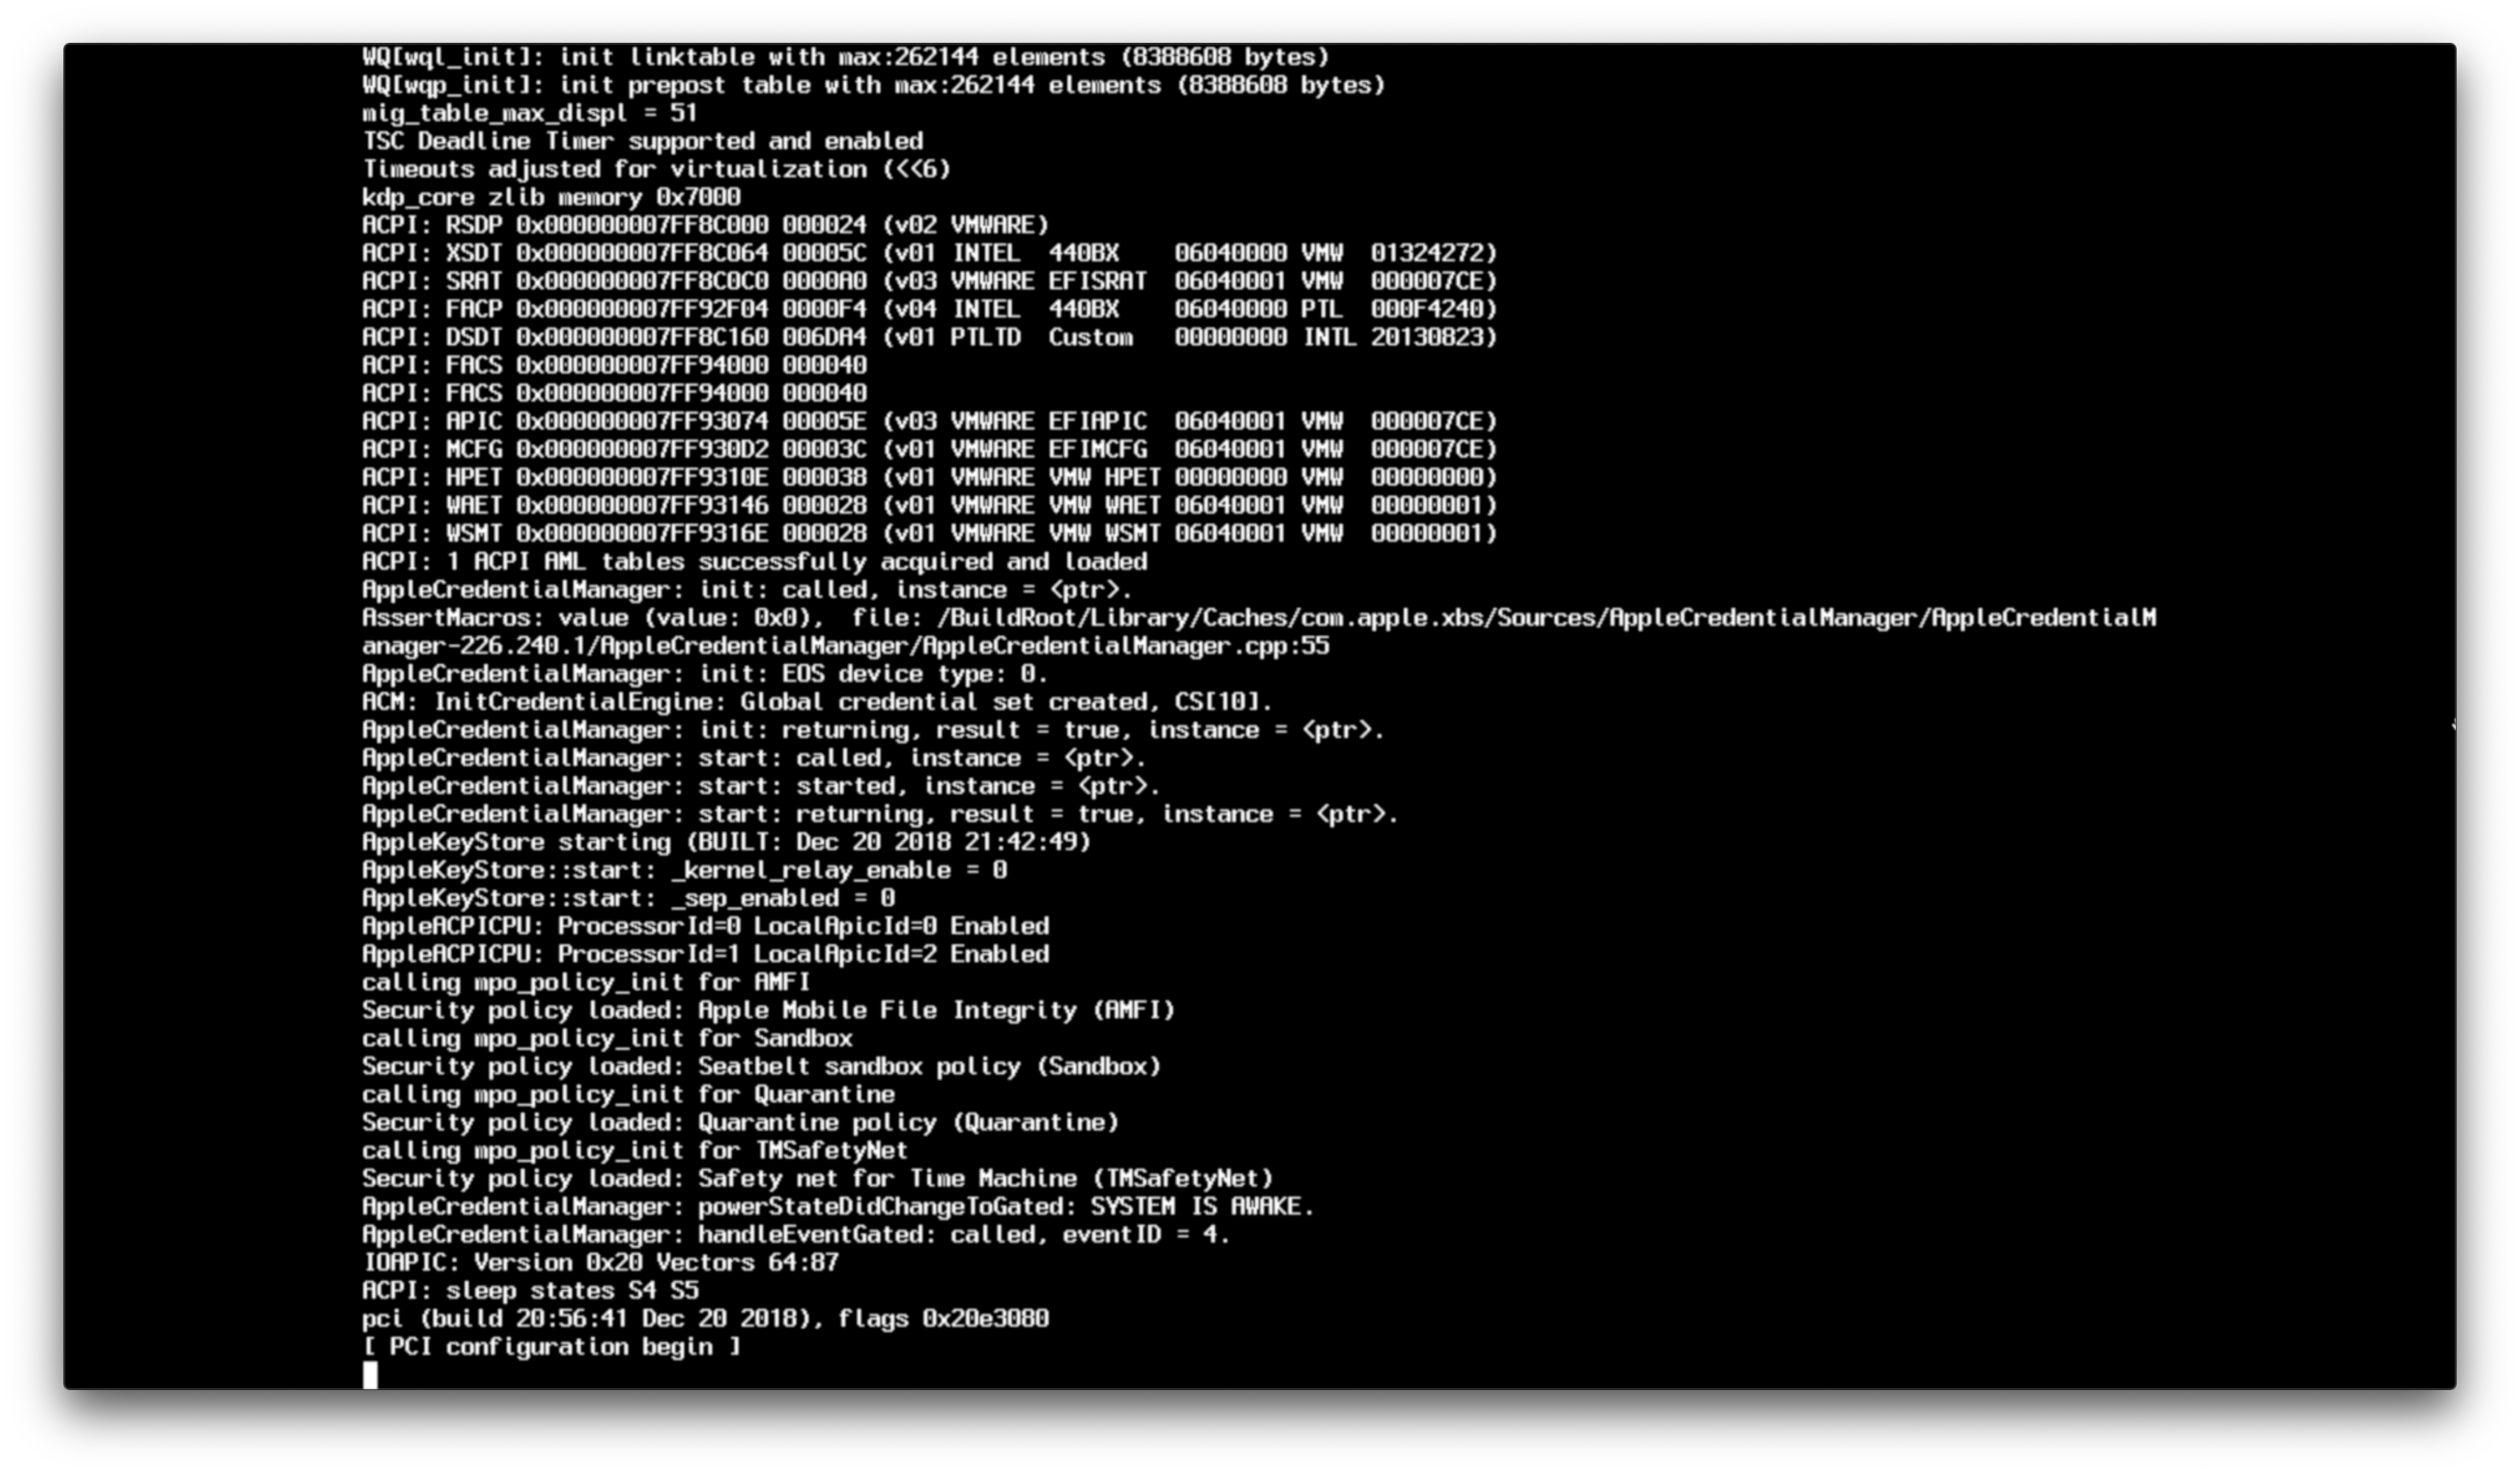 WQ[wql_init]: init linktable with max:262144 elements (8388608 bytes)
WQ[wqp_init]: init prepost table with max:262144 elements (8388608 bytes)
mig_table_max_displ = 51
TSC Deadline Timer supported and enabled
Timeouts adjusted for virtualization (<<6)
kdp_core zlib memory 0x7000
ACPI: RSDP 0x000000007FF8C000 000024 (v02 VMWARE)
ACPI: XSDT 0x000000007FF8C064 00005C (v01 INTEL  440BX    06040000 VMW  01324272)
ACPI: SRAT 0x000000007FF8C0C0 0000A0 (v03 VMWARE EFISRAT  06040001 VMW  000007CE)
ACPI: FACP 0x000000007FF92F04 0000F4 (v04 INTEL  440BX    06040000 PTL  000F4240)
ACPI: DSDT 0x000000007FF8C160 006DA4 (v01 PTLTD  Custom   00000000 INTL 20130823)
ACPI: FACS 0x000000007FF94000 000040
ACPI: FACS 0x000000007FF94000 000040
ACPI: APIC 0x000000007FF93074 00005E (v03 VMWARE EFIAPIC  06040001 VMW  000007CE)
ACPI: MCFG 0x000000007FF930D2 00003C (v01 VMWARE EFIMCFG  06040001 VMW  000007CE)
ACPI: HPET 0x000000007FF9310E 000038 (v01 VMWARE VMW HPET 00000000 VMW  00000000)
ACPI: WAET 0x000000007FF93146 000028 (v01 VMWARE VMW WAET 06040001 VMW  00000001)
ACPI: WSMT 0x000000007FF9316E 000028 (v01 VMWARE VMW WSMT 06040001 VMW  00000001)
ACPI: 1 ACPI AML tables successfully acquired and loaded
AppleCredentialManager: init: called, instance = <ptr>.
AssertMacros: value (value: 0x0),  file: /BuildRoot/Library/Caches/com.apple.xbs/Sources/AppleCredentialManager/AppleCredentialM
anager-226.240.1/AppleCredentialManager/AppleCredentialManager.cpp:55
AppleCredentialManager: init: EOS device type: 0.
ACM: InitCredentialEngine: Global credential set created, CS[10].
AppleCredentialManager: init: returning, result = true, instance = <ptr>.
AppleCredentialManager: start: called, instance = <ptr>.
AppleCredentialManager: start: started, instance = <ptr>.
AppleCredentialManager: start: returning, result = true, instance = <ptr>.
AppleKeyStore starting (BUILT: Dec 20 2018 21:42:49)
AppleKeyStore::start: _kernel_relay_enable = 0
AppleKeyStore::start: _sep_enabled = 0
AppleACPICPU: ProcessorId=0 LocalApicId=0 Enabled
AppleACPICPU: ProcessorId=1 LocalApicId=2 Enabled
calling mpo_policy_init for AMFI
Security policy loaded: Apple Mobile File Integrity (AMFI)
calling mpo_policy_init for Sandbox
Security policy loaded: Seatbelt sandbox policy (Sandbox)
calling mpo_policy_init for Quarantine
Security policy loaded: Quarantine policy (Quarantine)
calling mpo_policy_init for TMSafetyNet
Security policy loaded: Safety net for Time Machine (TMSafetyNet)
AppleCredentialManager: powerStateDidChangeToGated: SYSTEM IS AWAKE.
AppleCredentialManager: handleEventGated: called, eventID = 4.
IOAPIC: Version 0x20 Vectors 64:87
ACPI: sleep states S4 S5
pci (build 20:56:41 Dec 20 2018), flags 0x20e3080
[ PCI configuration begin ]